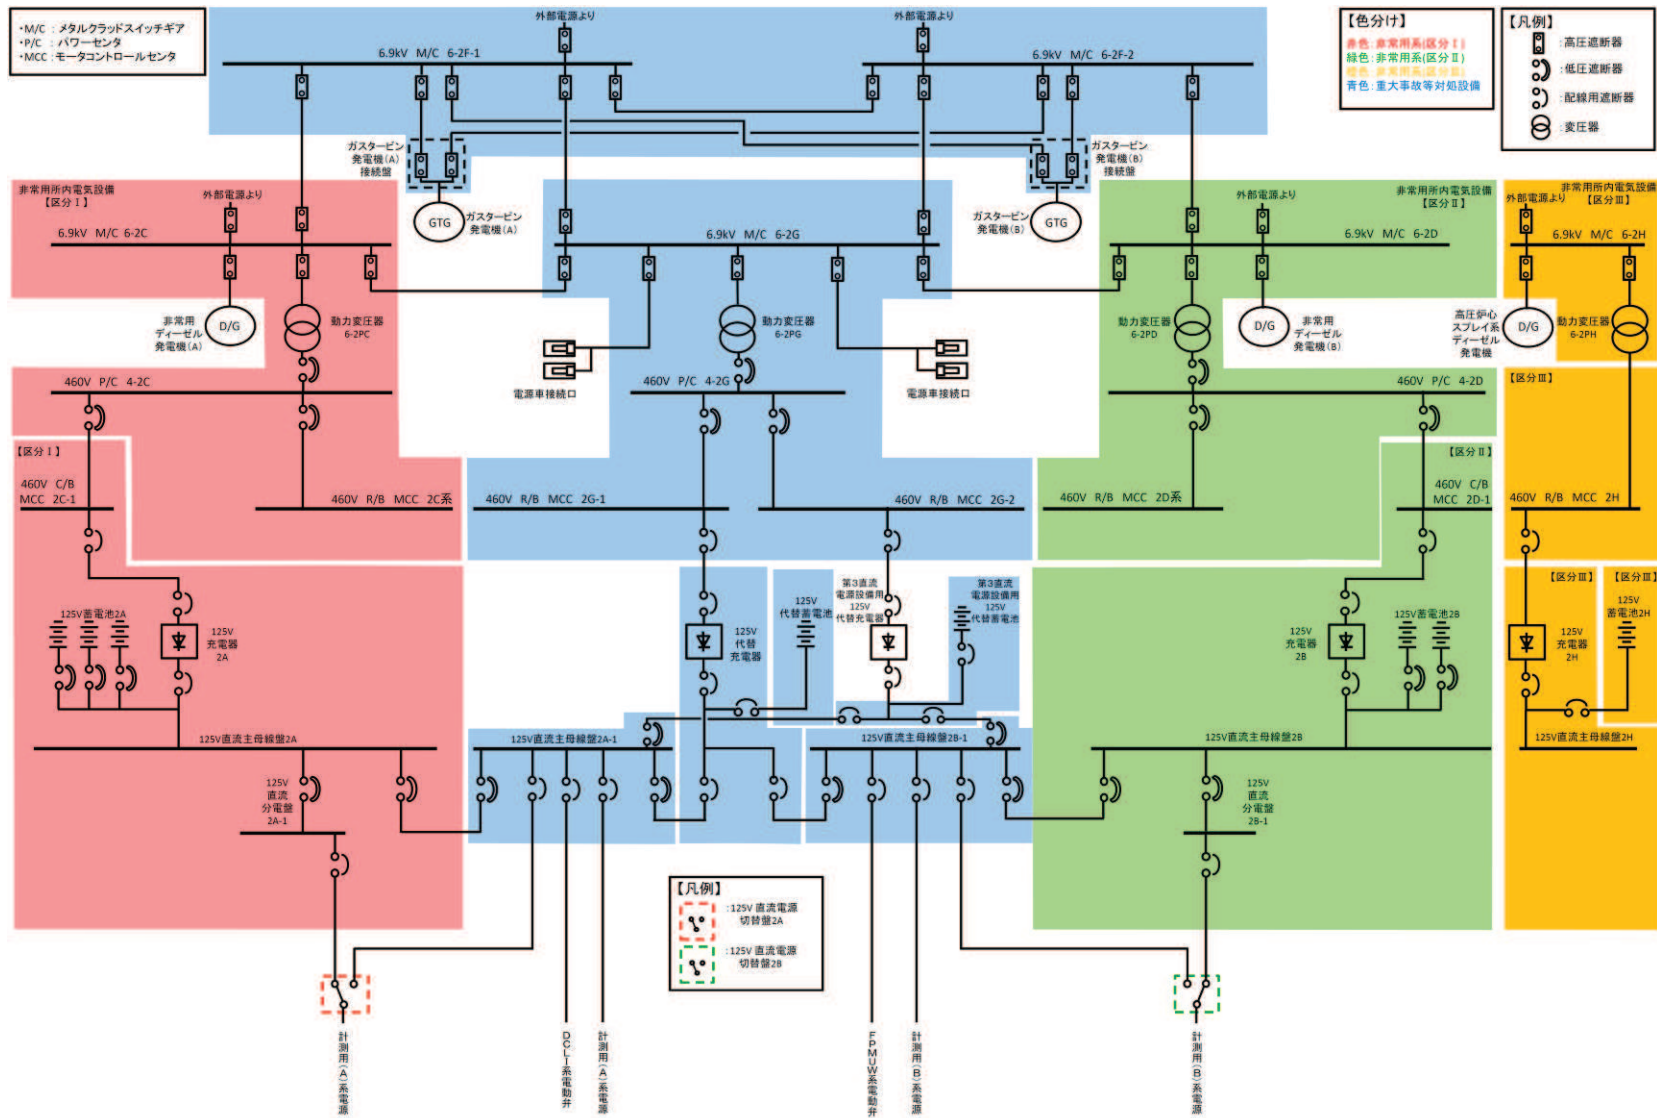 ・M/C : メタルクラッドスイッチギア
・P/C : パワーセンタ
・MCC : モータコントロールセンタ
外部電源より
外部電源より
【色分け】
赤色:非常用系(区分Ⅰ)
緑色:非常用系(区分Ⅱ)
橙色:非常用系(区分Ⅲ)
青色:重大事故等対処設備
【凡例】
:高圧遮断器
:低圧遮断器
:配線用遮断器
:変圧器
6.9kV M/C 6-2F-1
6.9kV M/C 6-2F-2
ガスタービン
発電機(A)
接続盤
ガスタービン
発電機(B)
接続盤
GTG
ガスタービン
発電機(A)
ガスタービン
発電機(B)
GTG
非常用所内電気設備
【区分Ⅰ】
外部電源より
6.9kV M/C 6-2C
6.9kV M/C 6-2G
外部電源より
非常用所内電気設備
【区分Ⅱ】
6.9kV M/C 6-2D
非常用所内電気設備
【区分Ⅲ】
外部電源より
6.9kV M/C 6-2H
非常用
ディーゼル
発電機(A)
D/G
動力変圧器
6-2PC
動力変圧器
6-2PG
動力変圧器
6-2PD
D/G
非常用
ディーゼル
発電機(B)
高圧炉心
スプレイ系
ディーゼル
発電機
D/G
動力変圧器
6-2PH
電源車接続口
電源車接続口
460V P/C 4-2C
460V P/C 4-2G
460V P/C 4-2D
【区分Ⅲ】
【区分Ⅰ】
460V C/B
MCC 2C-1
460V R/B MCC 2C系
460V R/B MCC 2G-1
460V R/B MCC 2G-2
460V R/B MCC 2D系
【区分Ⅱ】
460V C/B
MCC 2D-1
460V R/B MCC 2H
125V蓄電池2A
125V
充電器
2A
125V
代替
充電器
125V
代替蓄電池
第3直流
電源設備用
125V
代替充電器
第3直流
電源設備用
125V
代替蓄電池
125V
充電器
2B
125V蓄電池2B
【区分Ⅲ】
125V
充電器
2H
【区分Ⅲ】
125V
蓄電池2H
125V直流主母線盤2A
125V直流主母線盤2A-1
125V直流主母線盤2B-1
125V直流主母線盤2B
125V直流主母線盤2H
125V
直流
分電盤
2A-1
125V
直流
分電盤
2B-1
【凡例】
:125V 直流電源
切替盤2A
:125V 直流電源
切替盤2B
計測用(A)系電源
DCLI系電動弁
計測用(A)系電源
FPMUW系電動弁
計測用(B)系電源
計測用(B)系電源